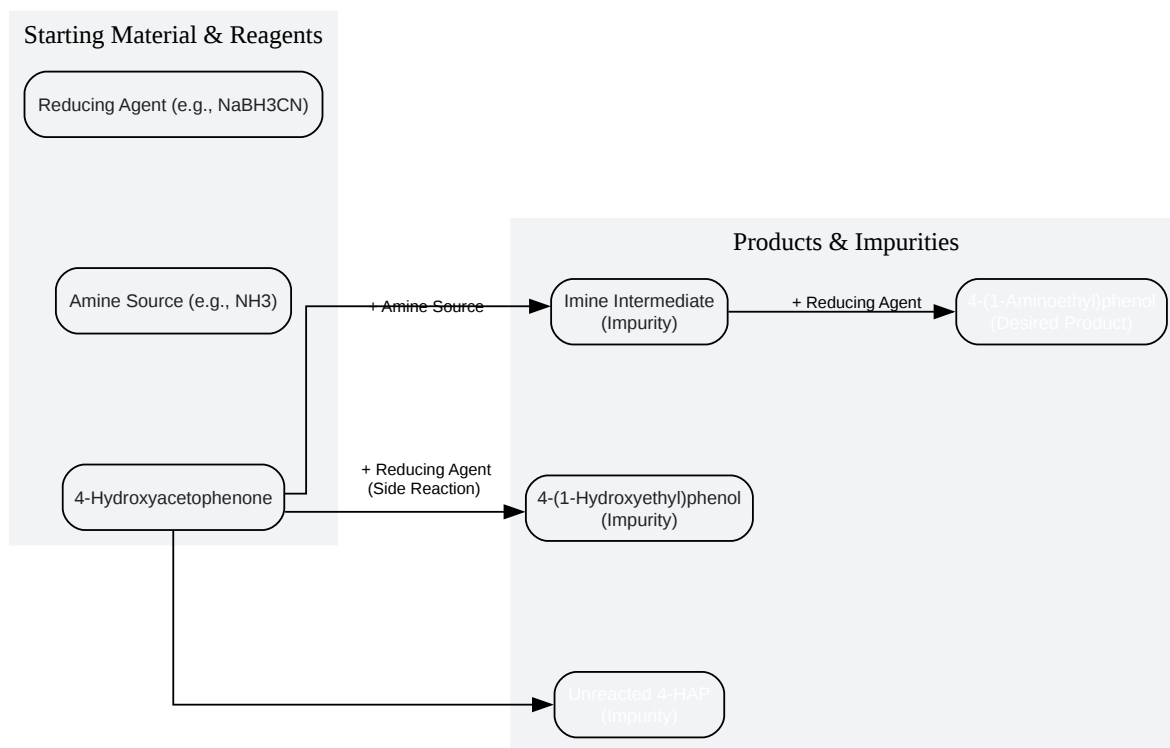 Starting Material & Reagents
Reducing Agent (e.g., NaBH3CN)
Products & Impurities
Amine Source (e.g., NH3)
+ Amine Source
Imine Intermediate
(Impurity)
+ Reducing Agent
4-(1-Aminoethyl)phenol
(Desired Product)
4-Hydroxyacetophenone
+ Reducing Agent
(Side Reaction)
4-(1-Hydroxyethyl)phenol
(Impurity)
Unreacted 4-HAP
(Impurity)